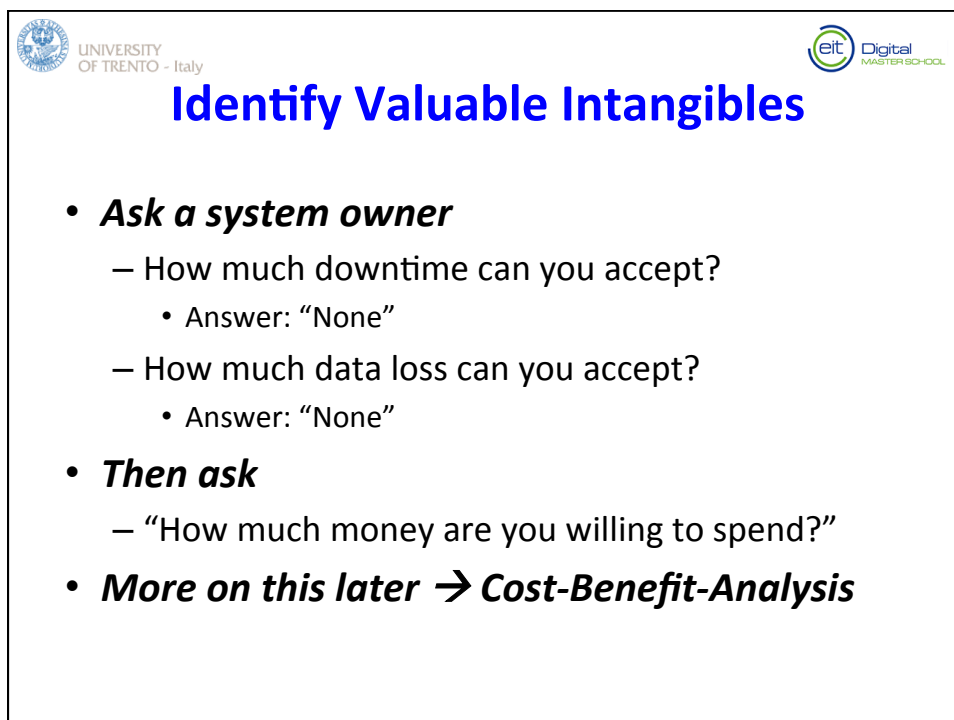 UNIVERSITY
OF TRENTO - Italy
eit Digital
MASTER SCHOOL
Identify Valuable Intangibles
• Ask a system owner
– How much downtime can you accept?
• Answer: “None”
– How much data loss can you accept?
• Answer: “None”
• Then ask
– “How much money are you willing to spend?”
• More on this later → Cost-Benefit-Analysis